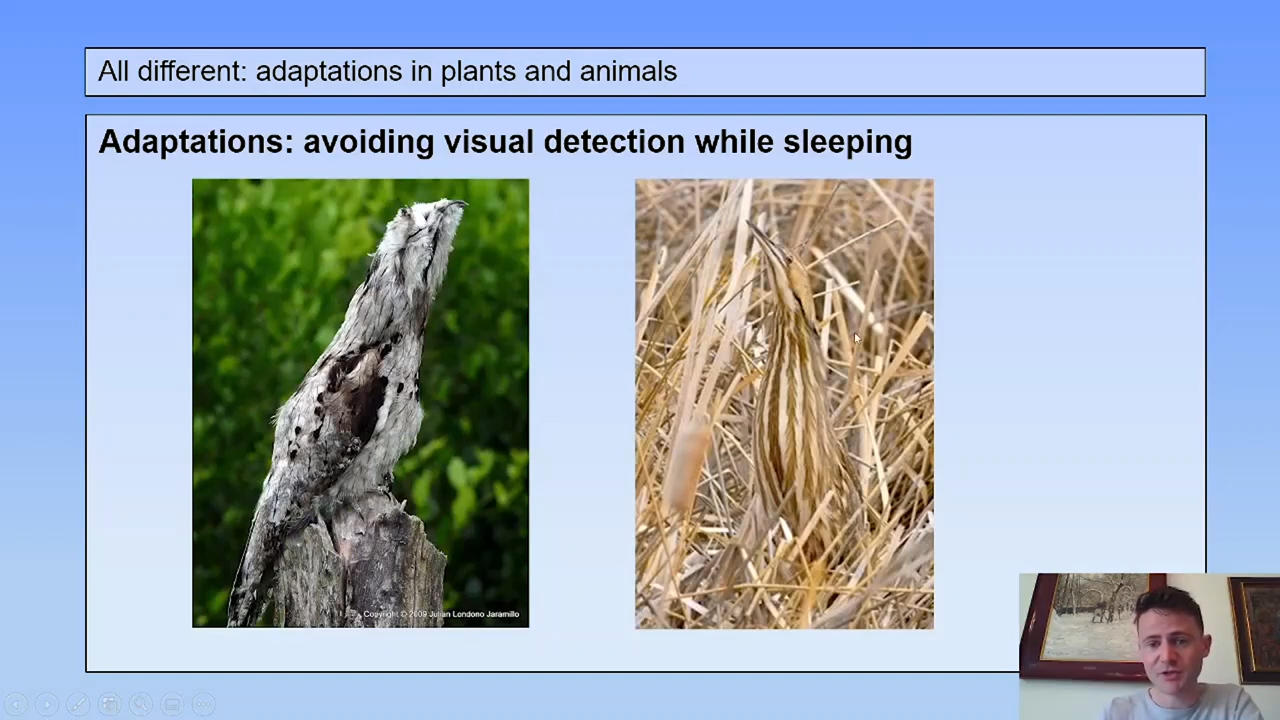 All different: adaptations in plants and animals
Adaptations: avoiding visual detection while sleeping
Copyright © 2009 Julian Londono Jaramillo